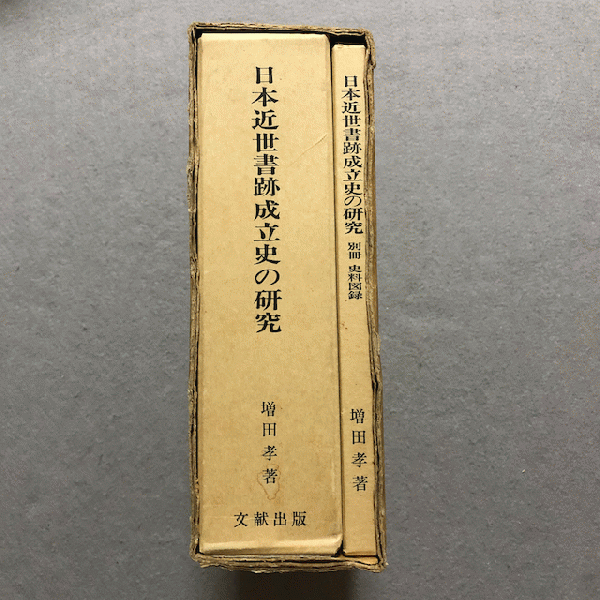 日本近世書跡成立史の研究
増田孝著
文献出版
日本近世書跡成立史の研究 別冊 史料図録
増田孝著